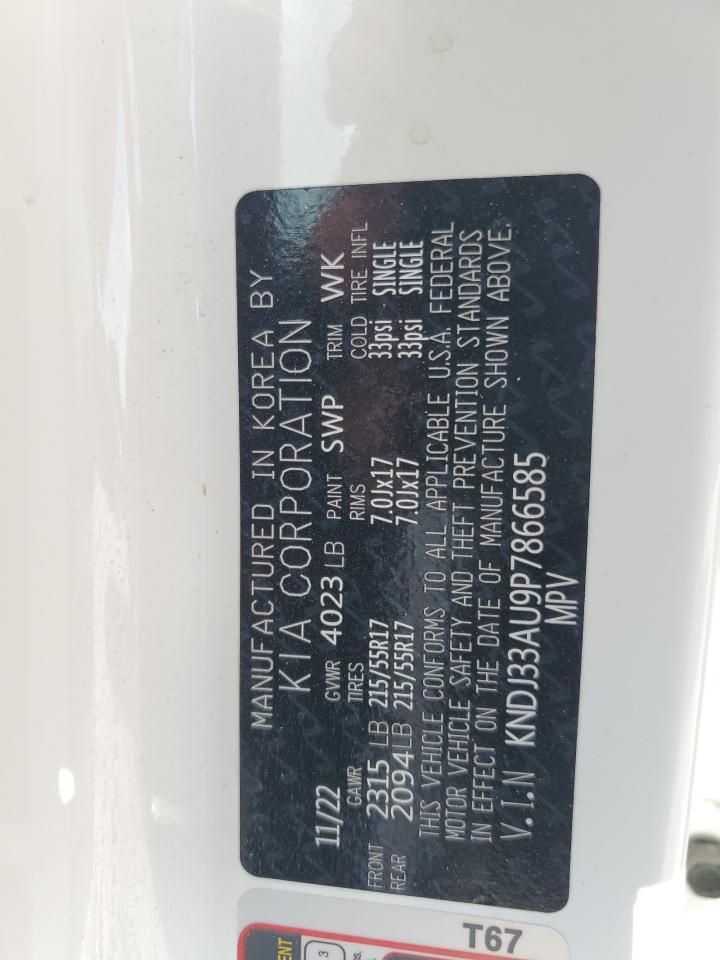 MANUFACTURED IN KOREA BY
KIA CORPORATION
11/22 GVWR 4023 LB PAINT SWP TRIM WK
GAWR TIRES RIMS COLD TIRE INFL
FRONT 2315 LB 215/55R17 7.0Jx17 33psi SINGLE
REAR 2094 LB 215/55R17 7.0Jx17 33psi SINGLE
THIS VEHICLE CONFORMS TO ALL APPLICABLE U.S.A. FEDERAL
MOTOR VEHICLE SAFETY AND THEFT PREVENTION STANDARDS
IN EFFECT ON THE DATE OF MANUFACTURE SHOWN ABOVE.
V.I.N KNDJ33AU9P7866585
MPV
T67
3